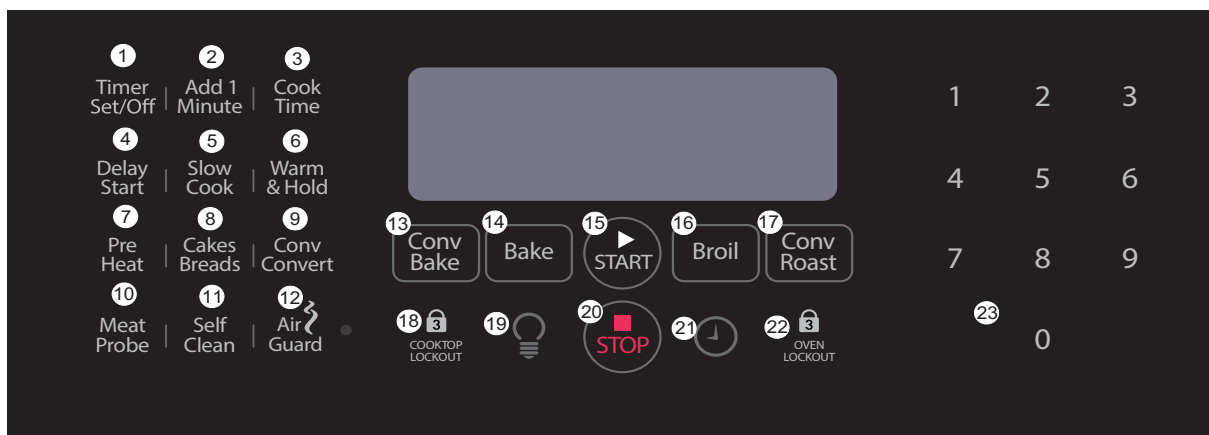 1 2 3
Timer Add 1 Cook
Set/Off | Minute | Time
4 5 6
Delay Slow Warm
Start | Cook | & Hold
7 8 9
Pre Cakes Conv
Heat | Breads | Convert
10 11 12
Meat Self Air
Probe | Clean | Guard
13 14 15 16 17
Conv
Bake
Bake
START
Broil
Conv
Roast
18 3
COOKTOP
LOCKOUT
19
20
STOP
21
22 3
OVEN
LOCKOUT
1 2 3
4 5 6
7 8 9
23
0